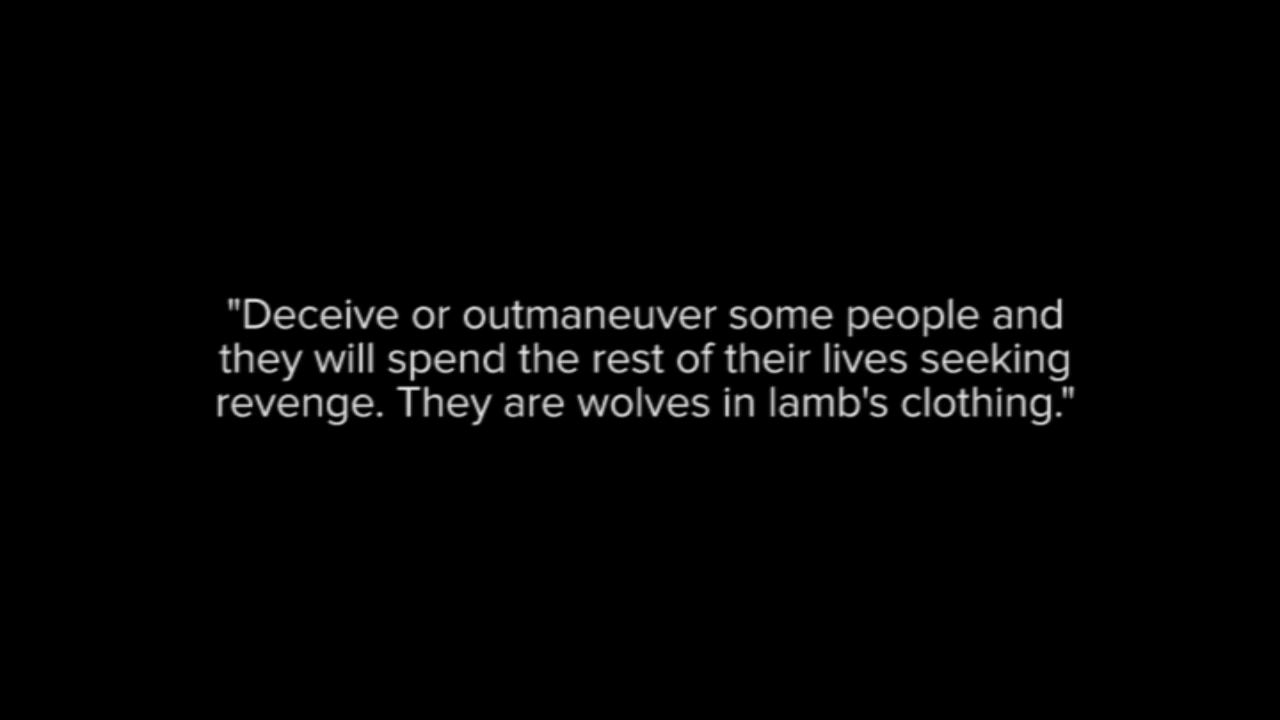 "Deceive or outmaneuver some people and
they will spend the rest of their lives seeking
revenge. They are wolves in lamb's clothing."